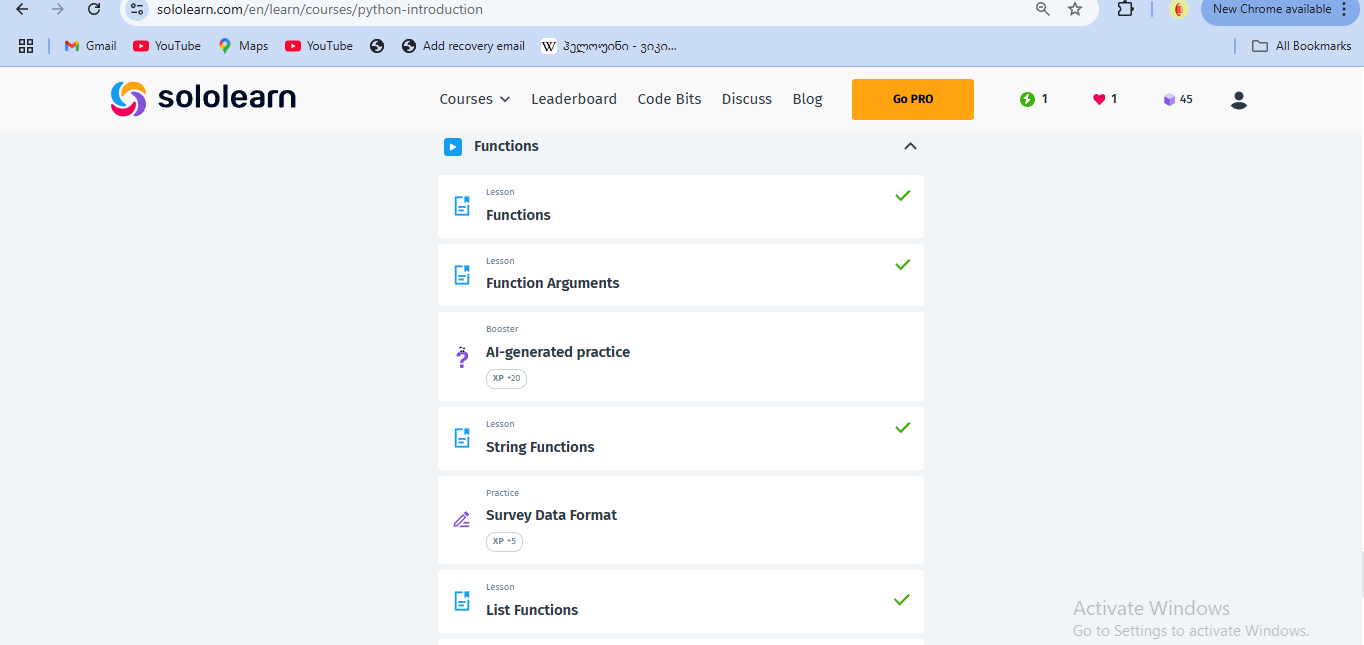 sololearn.com/en/learn/courses/python-introduction
New Chrome available
Gmail
YouTube
Maps
YouTube
Add recovery email
W ჰელოუინი - ვიკი...
All Bookmarks
sololearn
Courses
Leaderboard
Code Bits
Discuss
Blog
Go PRO
1
1
45
Functions
Lesson
Functions
Lesson
Function Arguments
Booster
AI-generated practice
XP +20
Lesson
String Functions
Practice
Survey Data Format
XP +5
Lesson
List Functions
Activate Windows
Go to Settings to activate Windows.